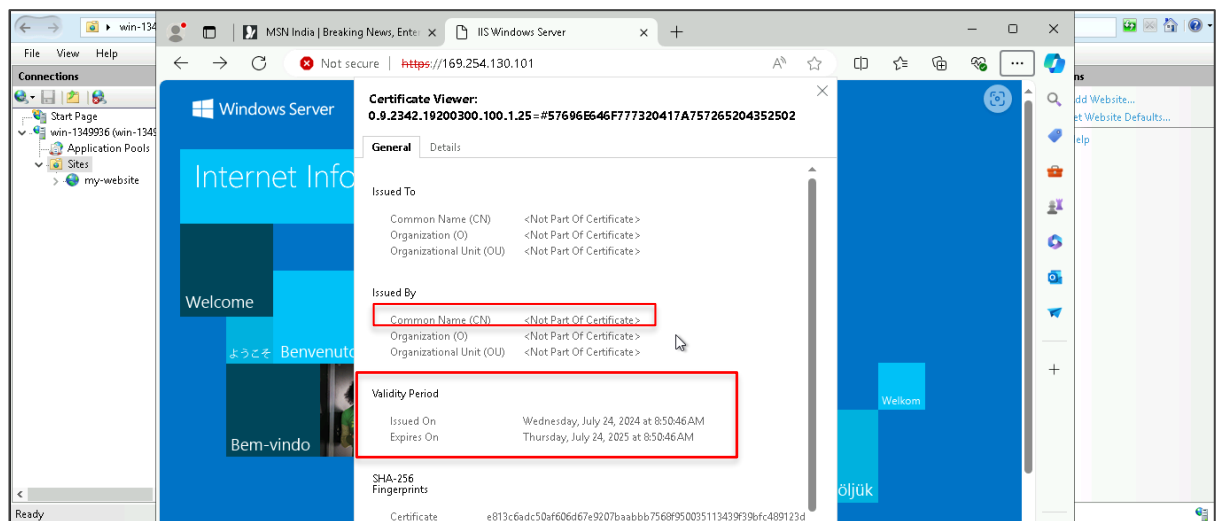 win-134
File View Help
Connections
Start Page
win-1349936 (win-1349
Application Pools
Sites
my-website
Ready
MSN India | Breaking News, Enter
IIS Windows Server
Not secure
https://169.254.130.101
Windows Server
Internet Info
Welcome
ようこそ
Benvenuto
Bem-vindo
Welkom
öljük
Certificate Viewer:
0.9.2342.19200300.100.1.25=#57696E646F777320417A757265204352502
General Details
Issued To
Common Name (CN) <Not Part Of Certificate>
Organization (O) <Not Part Of Certificate>
Organizational Unit (OU) <Not Part Of Certificate>
Issued By
Common Name (CN) <Not Part Of Certificate>
Organization (O) <Not Part Of Certificate>
Organizational Unit (OU) <Not Part Of Certificate>
Validity Period
Issued On Wednesday, July 24, 2024 at 8:50:46 AM
Expires On Thursday, July 24, 2025 at 8:50:46 AM
SHA-256
Fingerprints
Certificate e813c6adc50af606d67e9207baabbb7568f950035113439f39bfc489123d
ns
dd Website...
et Website Defaults...
elp